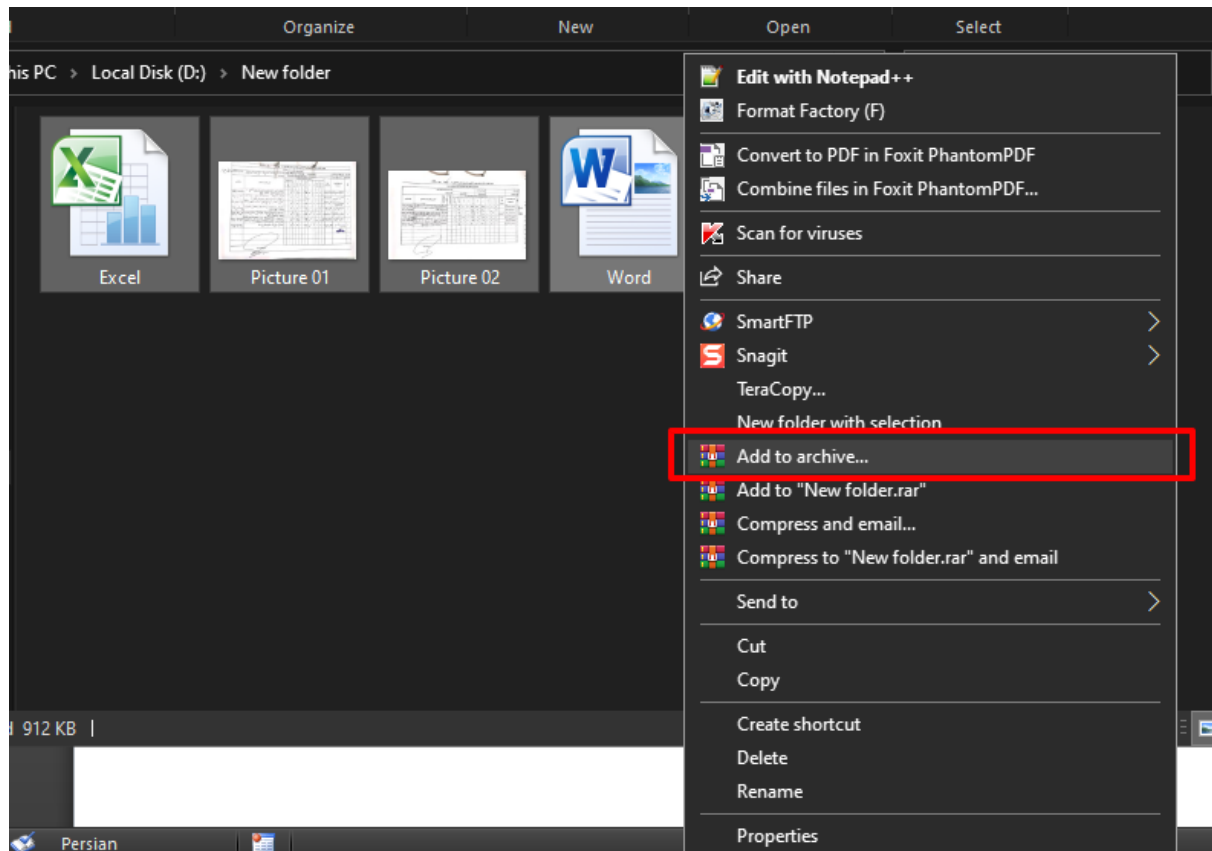 Organize New Open Select
his PC > Local Disk (D:) > New folder
Excel
Picture 01
Picture 02
Word
Edit with Notepad++
Format Factory (F)
Convert to PDF in Foxit PhantomPDF
Combine files in Foxit PhantomPDF...
Scan for viruses
Share
SmartFTP
Snagit
TeraCopy...
New folder with selection
Add to archive...
Add to "New folder.rar"
Compress and email...
Compress to "New folder.rar" and email
Send to
Cut
Copy
Create shortcut
Delete
Rename
Properties
912 KB
Persian